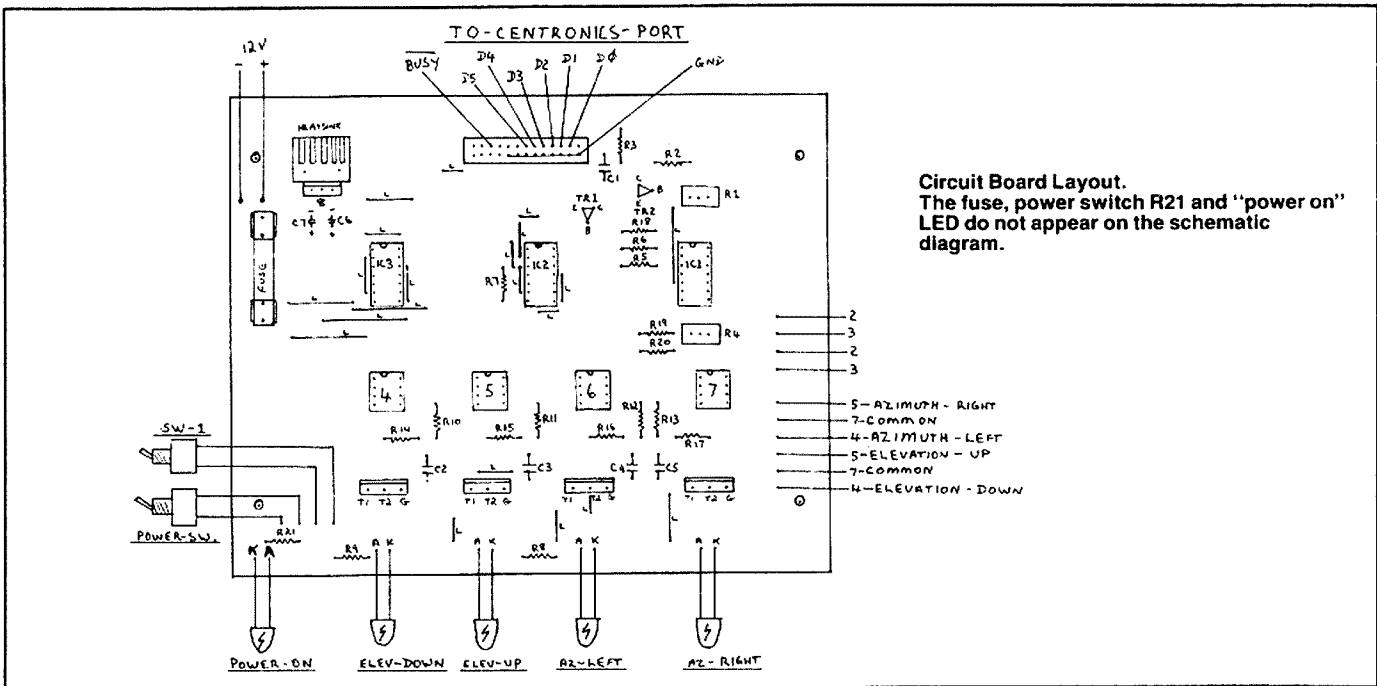 TO-CENTRONICS-PORT
12V
- +
BUSY D4 D2 D1 DØ GND
D5 D3
HEATSINK
R3
R2
C1
C
B
E
TR1
TR2
R1
C
B
8
C7 C6
R18
R6
R5
L
FUSE
IC3
R7
IC2
IC1
R19
R20
R4
2
3
2
3
4
5
6
7
R10
R14
R11
R15
R12
R13
R16
R17
5-AZIMUTH-RIGHT
7-COMMON
4-AZIMUTH-LEFT
5-ELEVATION-UP
7-COMMON
4-ELEVATION-DOWN
SW-1
POWER-SW.
C2
C3
C4
C5
T1 T2 G
T1 T2 G
T1 T2 G
T1 T2 G
R21
K A
R9
A K
A K
R8
A K
A K
POWER-ON
ELEV-DOWN
ELEV-UP
AZ-LEFT
AZ-RIGHT
Circuit Board Layout.
The fuse, power switch R21 and "power on"
LED do not appear on the schematic
diagram.